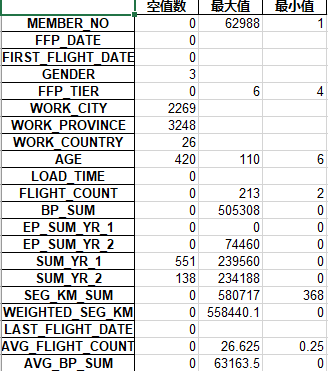 空值数 最大值 最小值
MEMBER_NO 0 62988 1
FFP_DATE 0
FIRST_FLIGHT_DATE 0
GENDER 3
FFP_TIER 0 6 4
WORK_CITY 2269
WORK_PROVINCE 3248
WORK_COUNTRY 26
AGE 420 110 6
LOAD_TIME 0
FLIGHT_COUNT 0 213 2
BP_SUM 0 505308 0
EP_SUM_YR_1 0 0 0
EP_SUM_YR_2 0 74460 0
SUM_YR_1 551 239560 0
SUM_YR_2 138 234188 0
SEG_KM_SUM 0 580717 368
WEIGHTED_SEG_KM 0 558440.1 0
LAST_FLIGHT_DATE 0
AVG_FLIGHT_COUNT 0 26.625 0.25
AVG_BP_SUM 0 63163.5 0